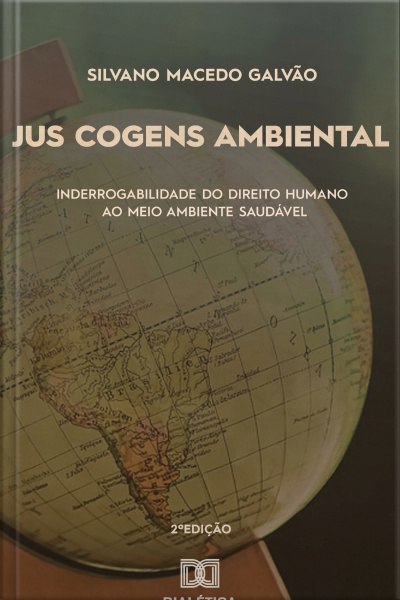 SILVANO MACEDO GALVÃO
JUS COGENS AMBIENTAL
INDERROGABILIDADE DO DIREITO HUMANO
AO MEIO AMBIENTE SAUDÁVEL
2ªEDIÇÃO
DIALÉTICA